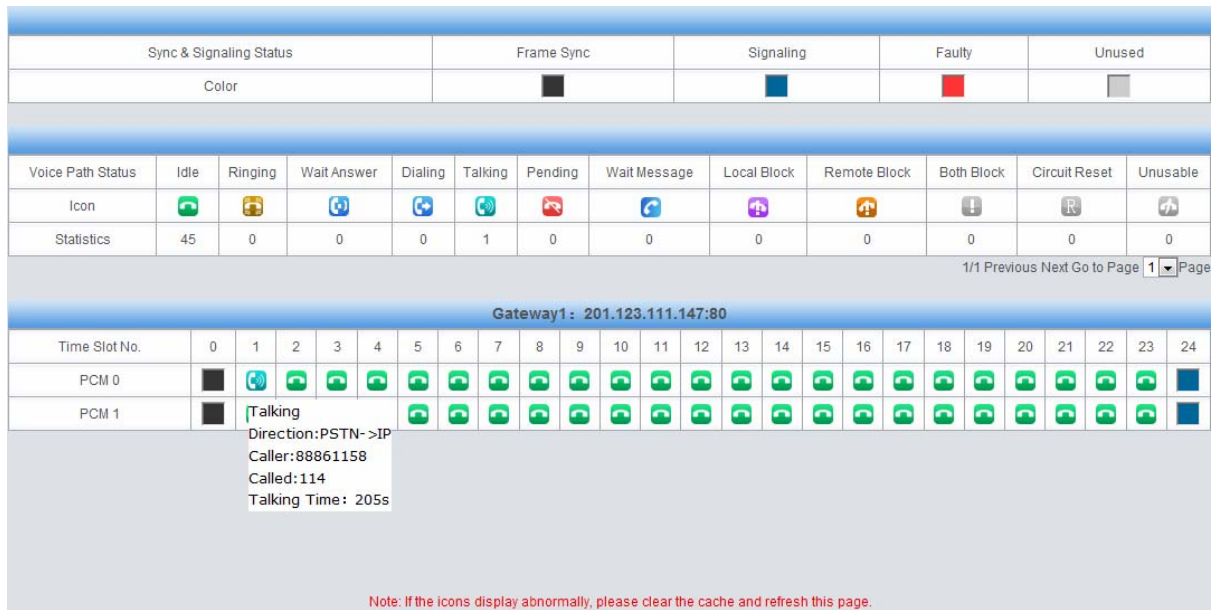 Sync & Signaling Status Frame Sync Signaling Faulty Unused
Color
Voice Path Status Idle Ringing Wait Answer Dialing Talking Pending Wait Message Local Block Remote Block Both Block Circuit Reset Unusable
Icon
Statistics 45 0 0 0 1 0 0 0 0 0 0 0
1/1 Previous Next Go to Page 1 Page
Gateway1：201.123.111.147:80
Time Slot No. 0 1 2 3 4 5 6 7 8 9 10 11 12 13 14 15 16 17 18 19 20 21 22 23 24
PCM 0
PCM 1
Talking
Direction:PSTN->IP
Caller:88861158
Called:114
Talking Time：205s
Note: If the icons display abnormally, please clear the cache and refresh this page.